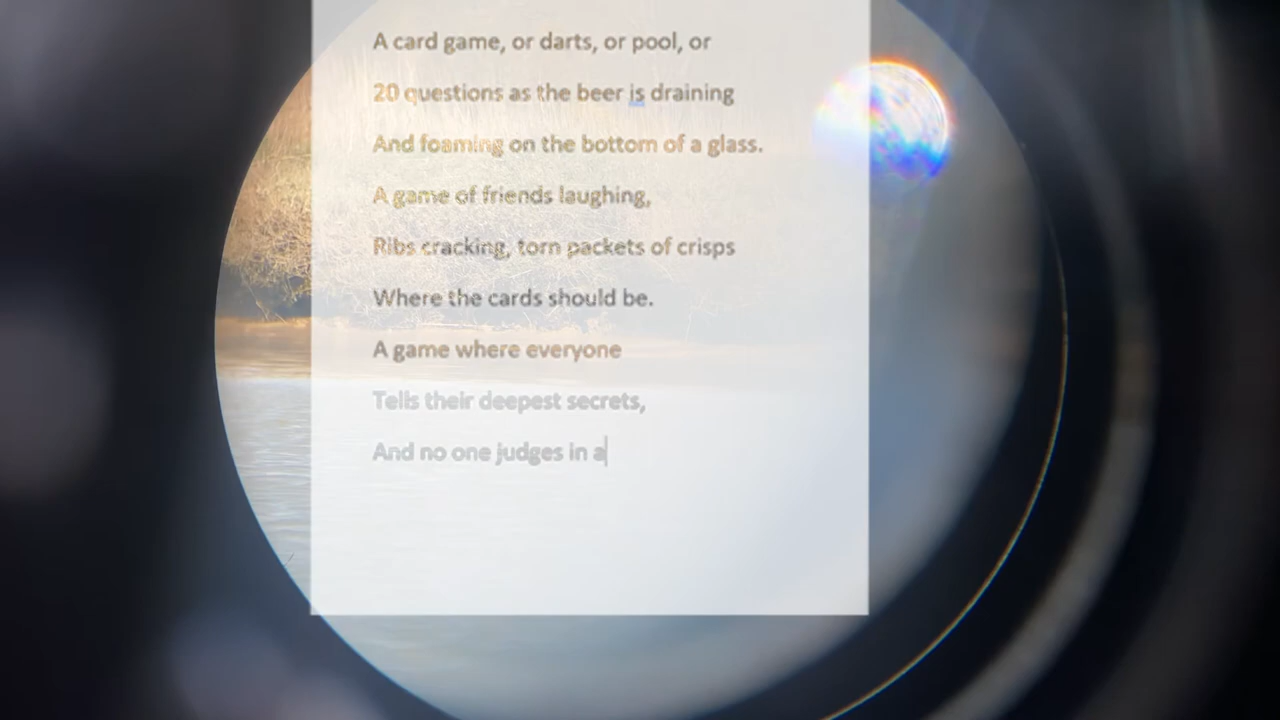 A card game, or darts, or pool, or
20 questions as the beer is draining
And foaming on the bottom of a glass.
A game of friends laughing,
Ribs cracking, torn packets of crisps
Where the cards should be.
A game where everyone
Tells their deepest secrets,
And no one judges in a